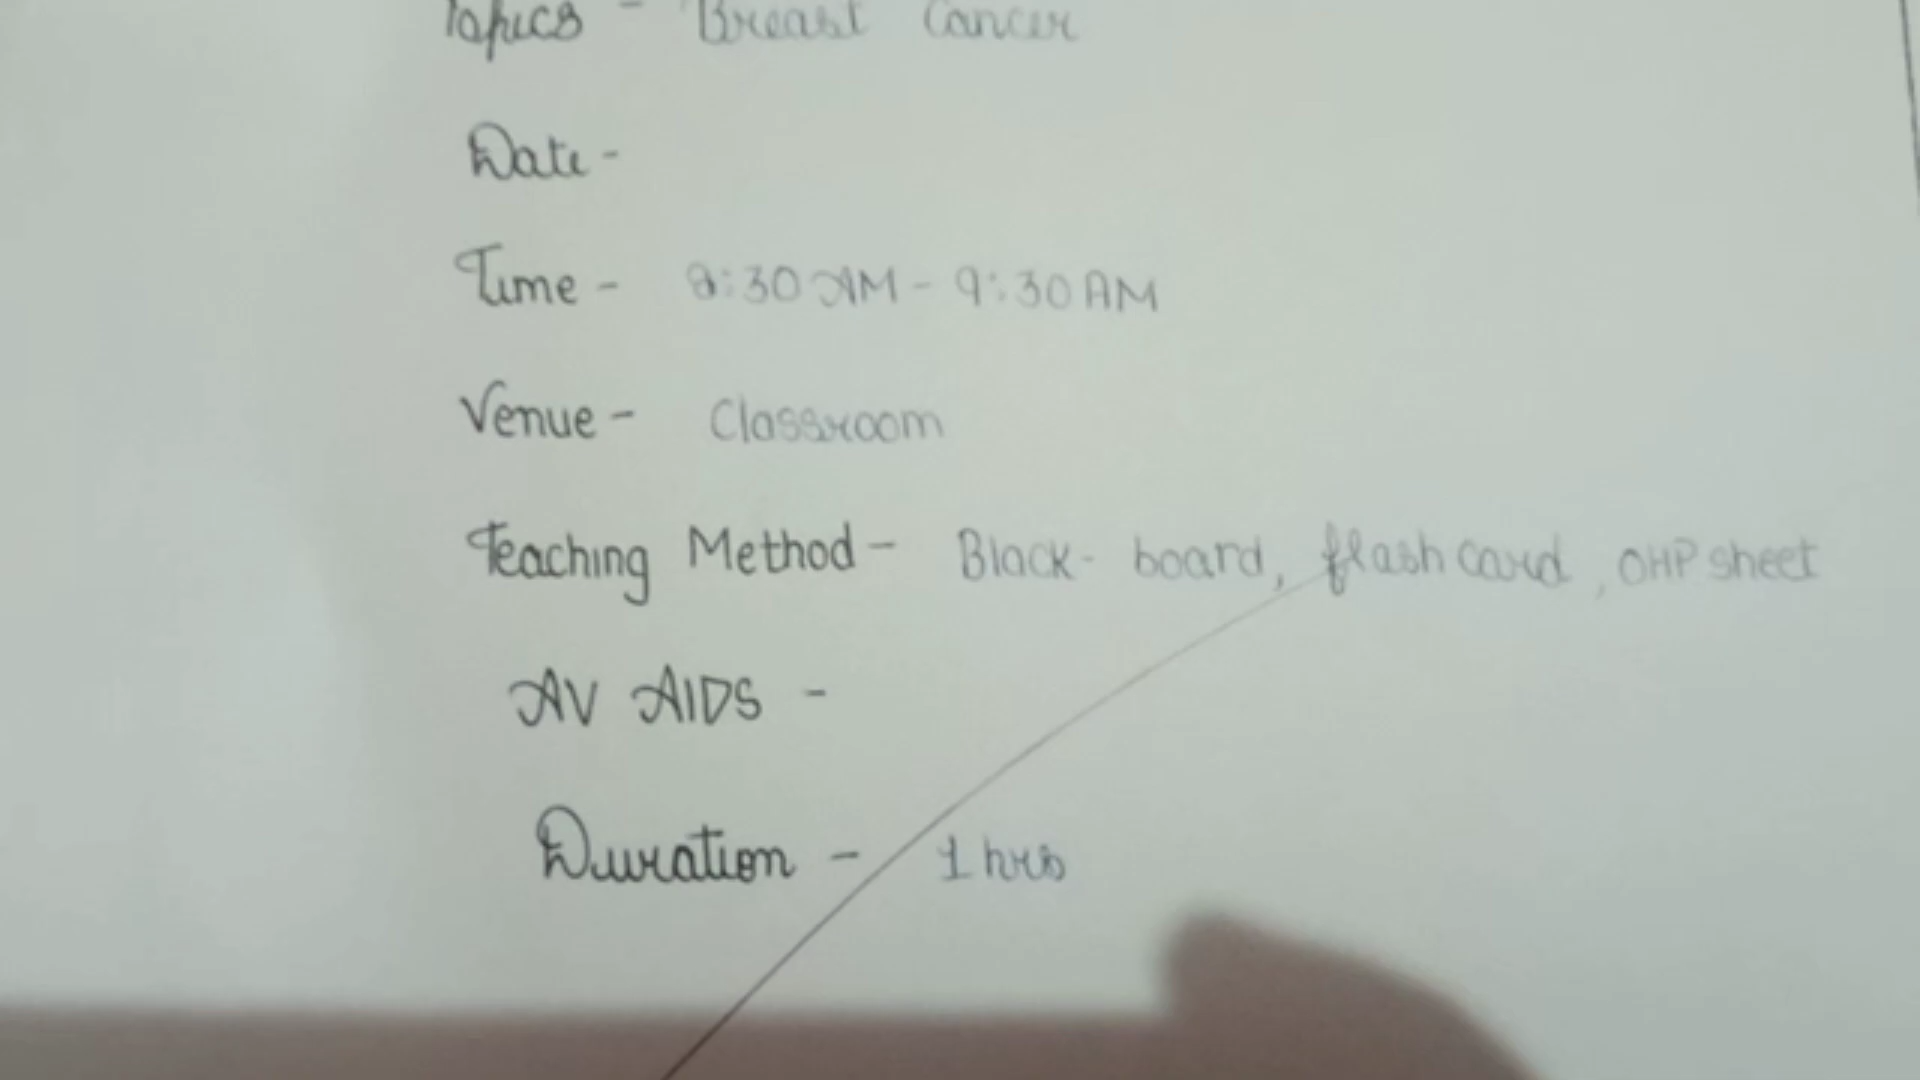 Topics - Breast Cancer
Date -
Time - 8:30 AM - 9:30 AM
Venue - Classroom
Teaching Method - Black- board, flash card, OHP sheet
AV AIDS -
Duration - 1 hrs